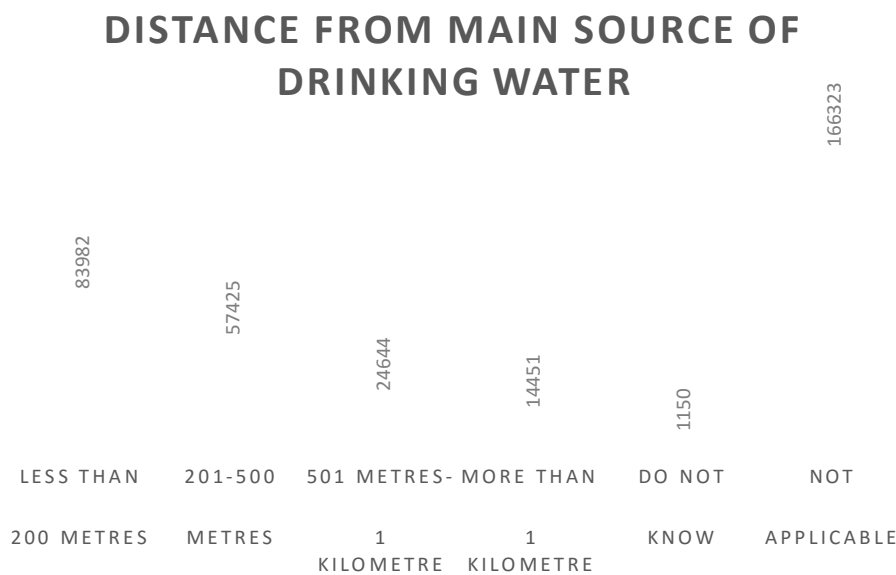 DISTANCE FROM MAIN SOURCE OF
DRINKING WATER
83982
57425
24644
14451
1150
166323
LESS THAN
200 METRES
201-500
METRES
501 METRES-
1
KILOMETRE
MORE THAN
1
KILOMETRE
DO NOT
KNOW
NOT
APPLICABLE